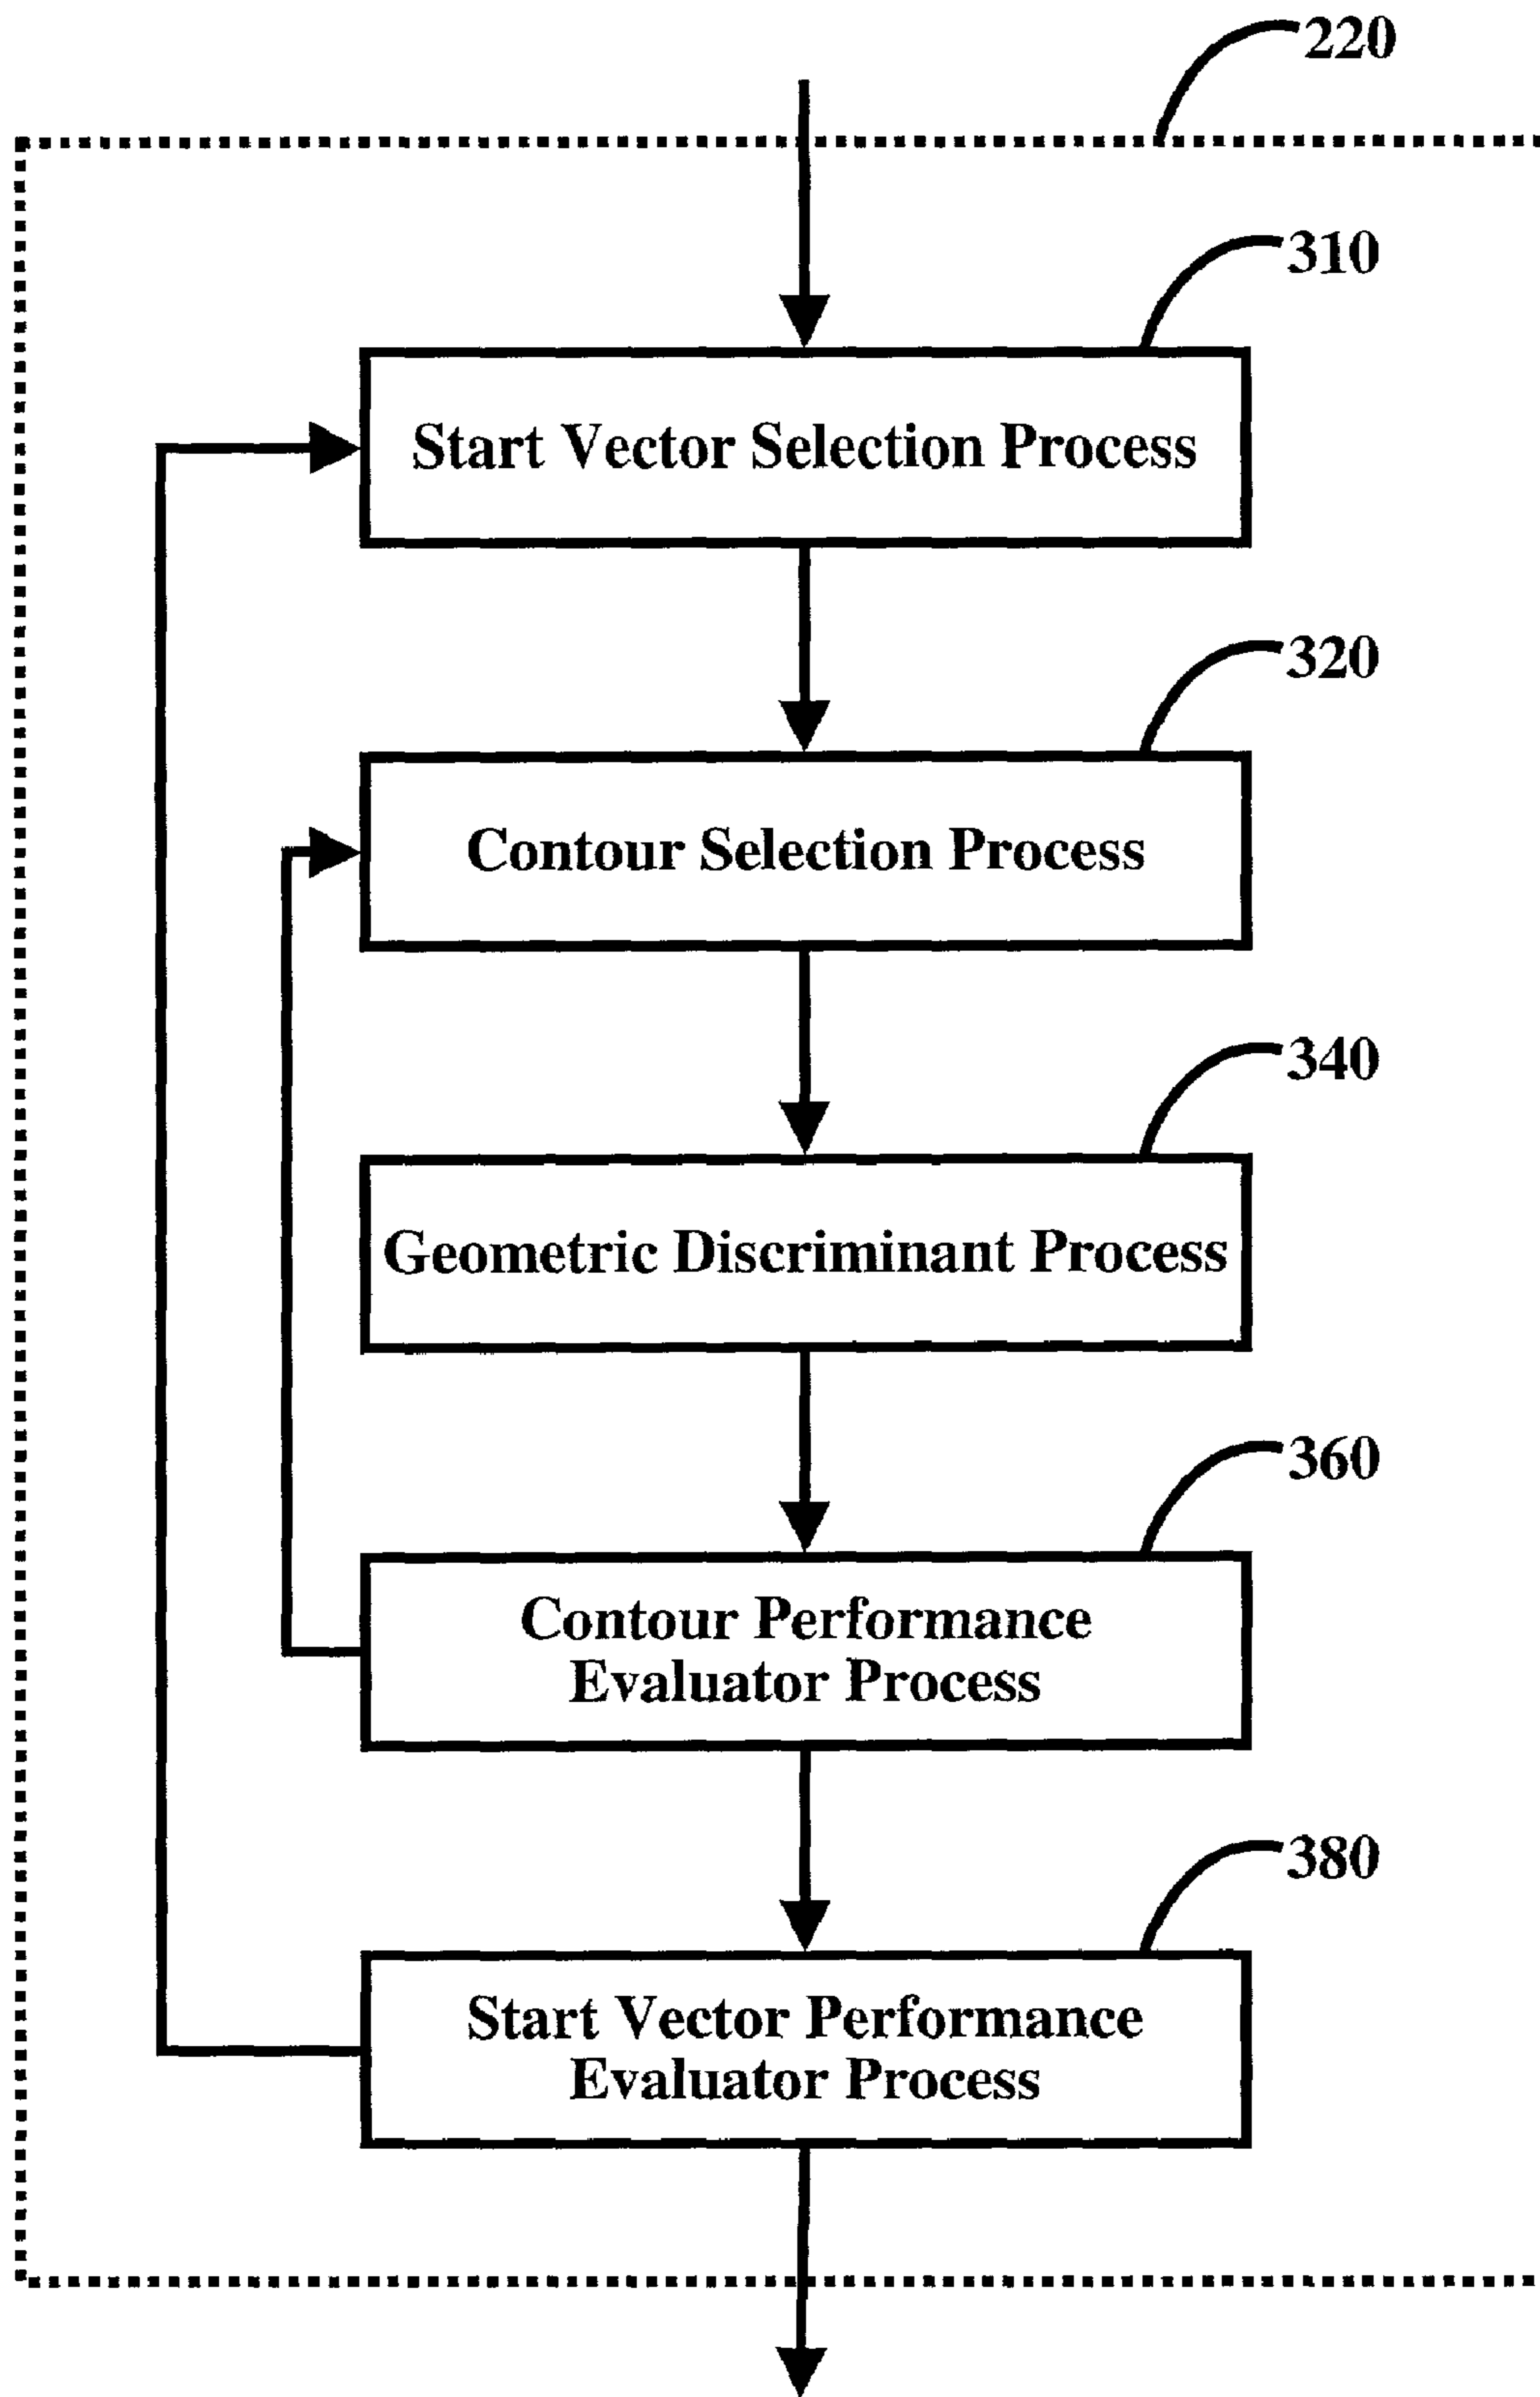 220
310
Start Vector Selection Process
320
Contour Selection Process
340
Geometric Discriminant Process
360
Contour Performance
Evaluator Process
380
Start Vector Performance
Evaluator Process